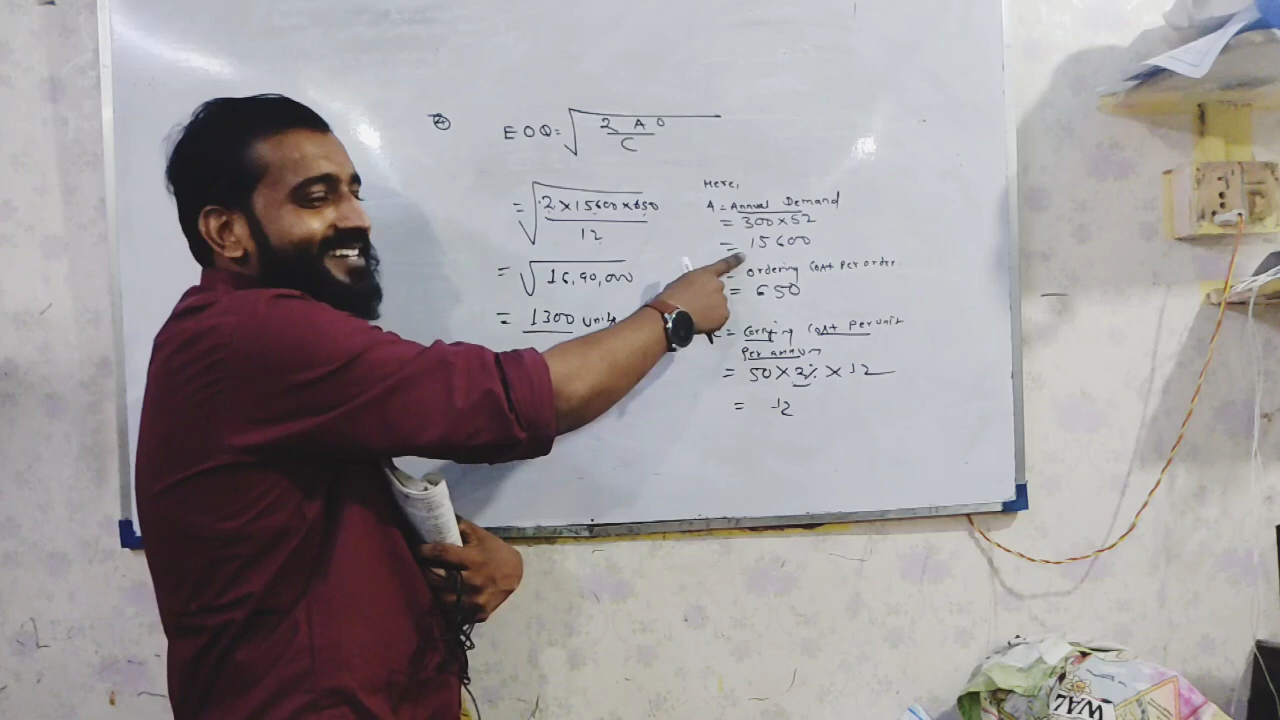 EOQ = √2 A O / C
= √2 × 15600 × 650 / 12
= √16,90,000
= 1300 units
Here,
A = Annual Demand
= 300 × 52
= 15600
= ordering cost per order
= 650
C = Carrying Cost per unit
Per annum
= 50 × 2% × 12
= 12
WAL